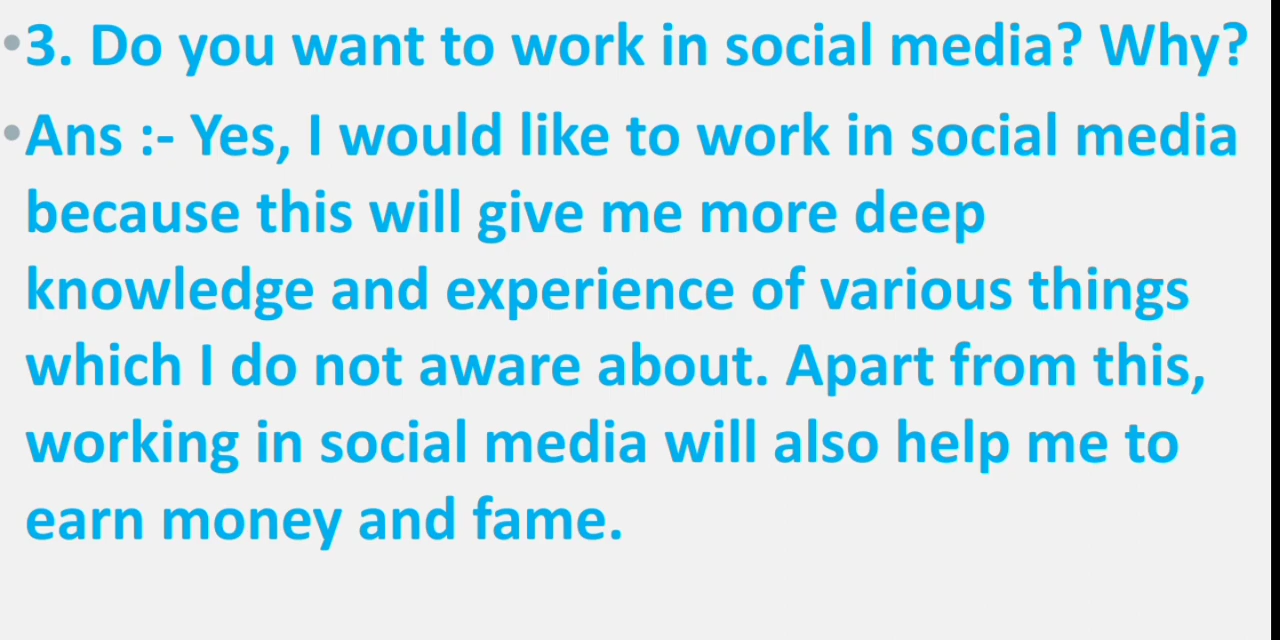 •3. Do you want to work in social media? Why?
•Ans :- Yes, I would like to work in social media
because this will give me more deep
knowledge and experience of various things
which I do not aware about. Apart from this,
working in social media will also help me to
earn money and fame.